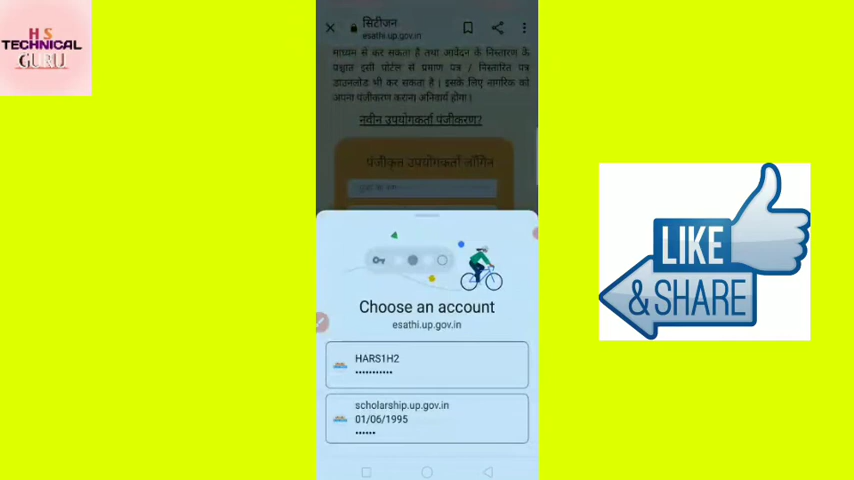 H S
TECHNICAL
GURU
सिटीजन
esathi.up.gov.in
माध्यम से कर सकता है तथा आवेदन के निस्तारण के
पश्चात इसी पोर्टल से प्रमाण पत्र / निस्तारित पत्र
डाउनलोड भी कर सकता है। इसके लिए नागरिक को
अपना पंजीकरण कराना अनिवार्य होगा।
नवीन उपयोगकर्ता पंजीकरण?
पंजीकृत उपयोगकर्ता लॉगिन
Choose an account
esathi.up.gov.in
HARS1H2
•••••••••••
scholarship.up.gov.in
01/06/1995
••••••
LIKE
& SHARE